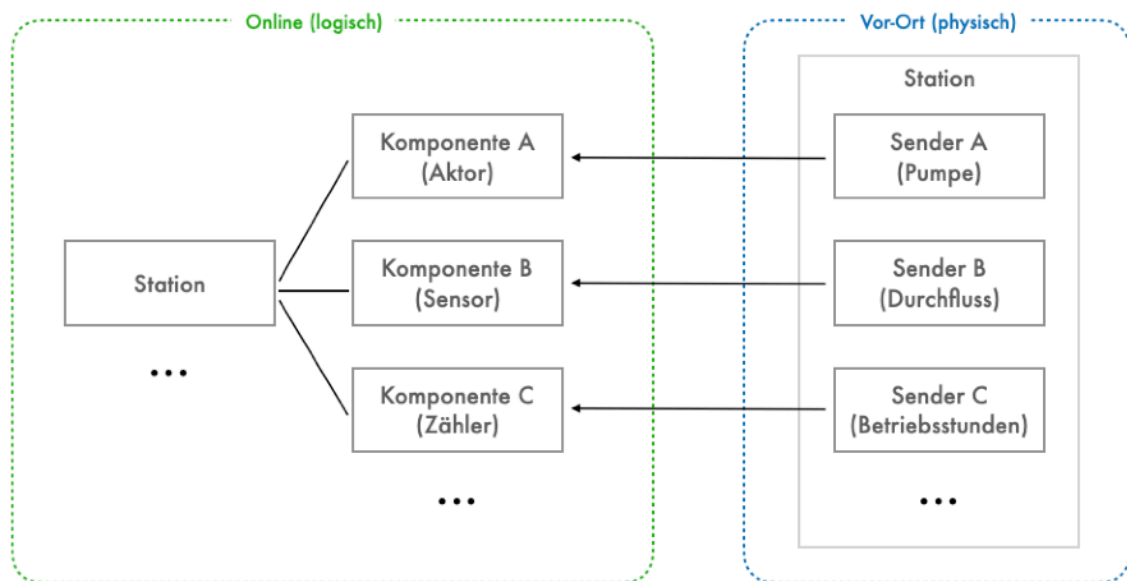 Online (logisch)
Vor-Ort (physisch)
Station
Komponente A
(Aktor)
Sender A
(Pumpe)
Station
Komponente B
(Sensor)
Sender B
(Durchfluss)
...
Komponente C
(Zähler)
Sender C
(Betriebsstunden)
...
...